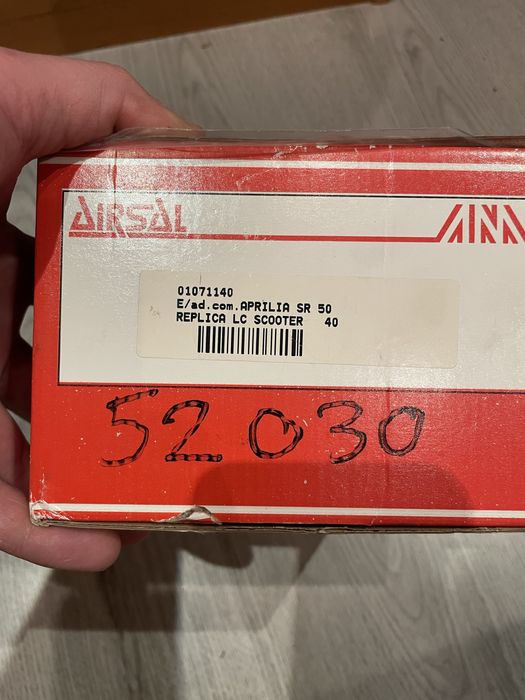 AIRSAL
01071140
E/ad.com.APRILIA SR 50
REPLICA LC SCOOTER 40
52030